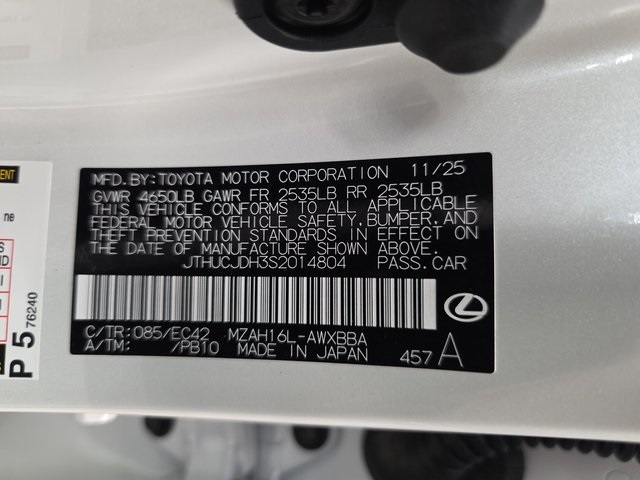 MFD.BY:TOYOTA MOTOR CORPORATION 11/25
GVWR 4650LB GAWR FR 2535LB RR 2535LB
THIS VEHICLE CONFORMS TO ALL APPLICABLE
FEDERAL MOTOR VEHICLE SAFETY,BUMPER,AND
THEFT PREVENTION STANDARDS IN EFFECT ON
THE DATE OF MANUFACTURE SHOWN ABOVE.
JTHUCJDH3S2014804 PASS.CAR
C/TR:085/EC42 MZAH16L-AWXBBA
A/TM: /PB10 MADE IN JAPAN 457 A
ne
P 5 76240